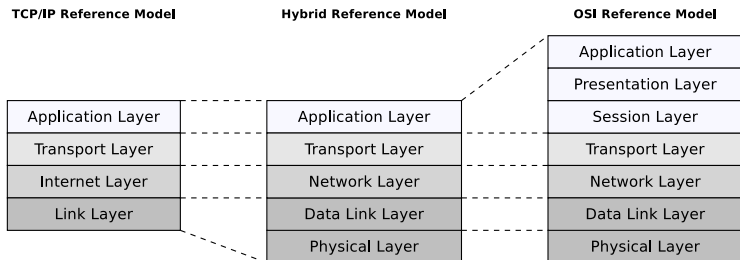 TCP/IP Reference Model
Hybrid Reference Model
OSI Reference Model
Application Layer
Transport Layer
Internet Layer
Link Layer
Application Layer
Transport Layer
Network Layer
Data Link Layer
Physical Layer
Application Layer
Presentation Layer
Session Layer
Transport Layer
Network Layer
Data Link Layer
Physical Layer